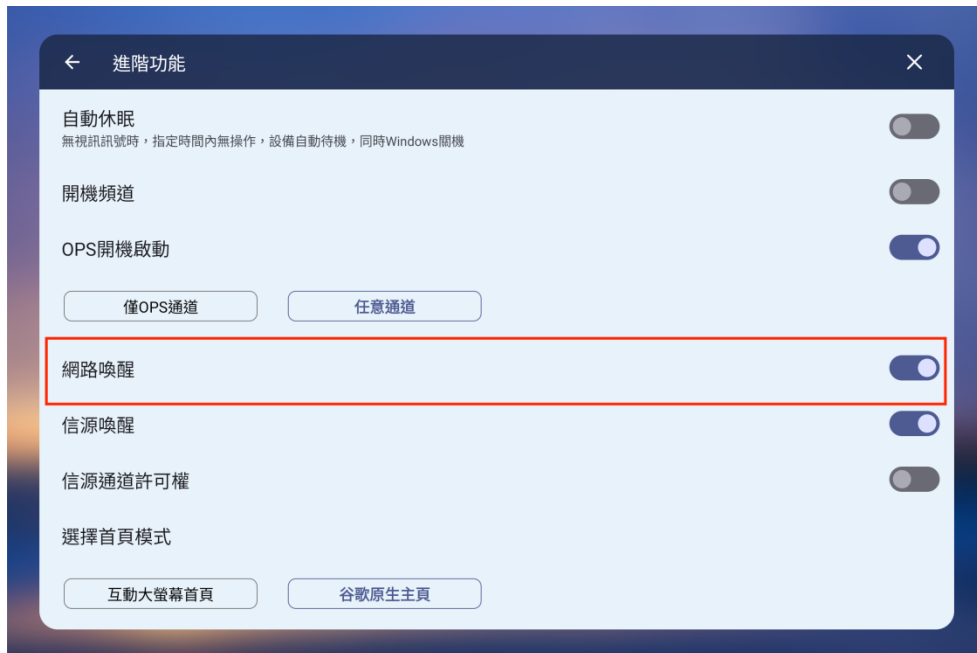 進階功能
自動休眠
無視訊訊號時，指定時間內無操作，設備自動待機，同時Windows關機
開機頻道
OPS開機啟動
僅OPS通道
任意通道
網路喚醒
信源喚醒
信源通道許可權
選擇首頁模式
互動大螢幕首頁
谷歌原生主頁